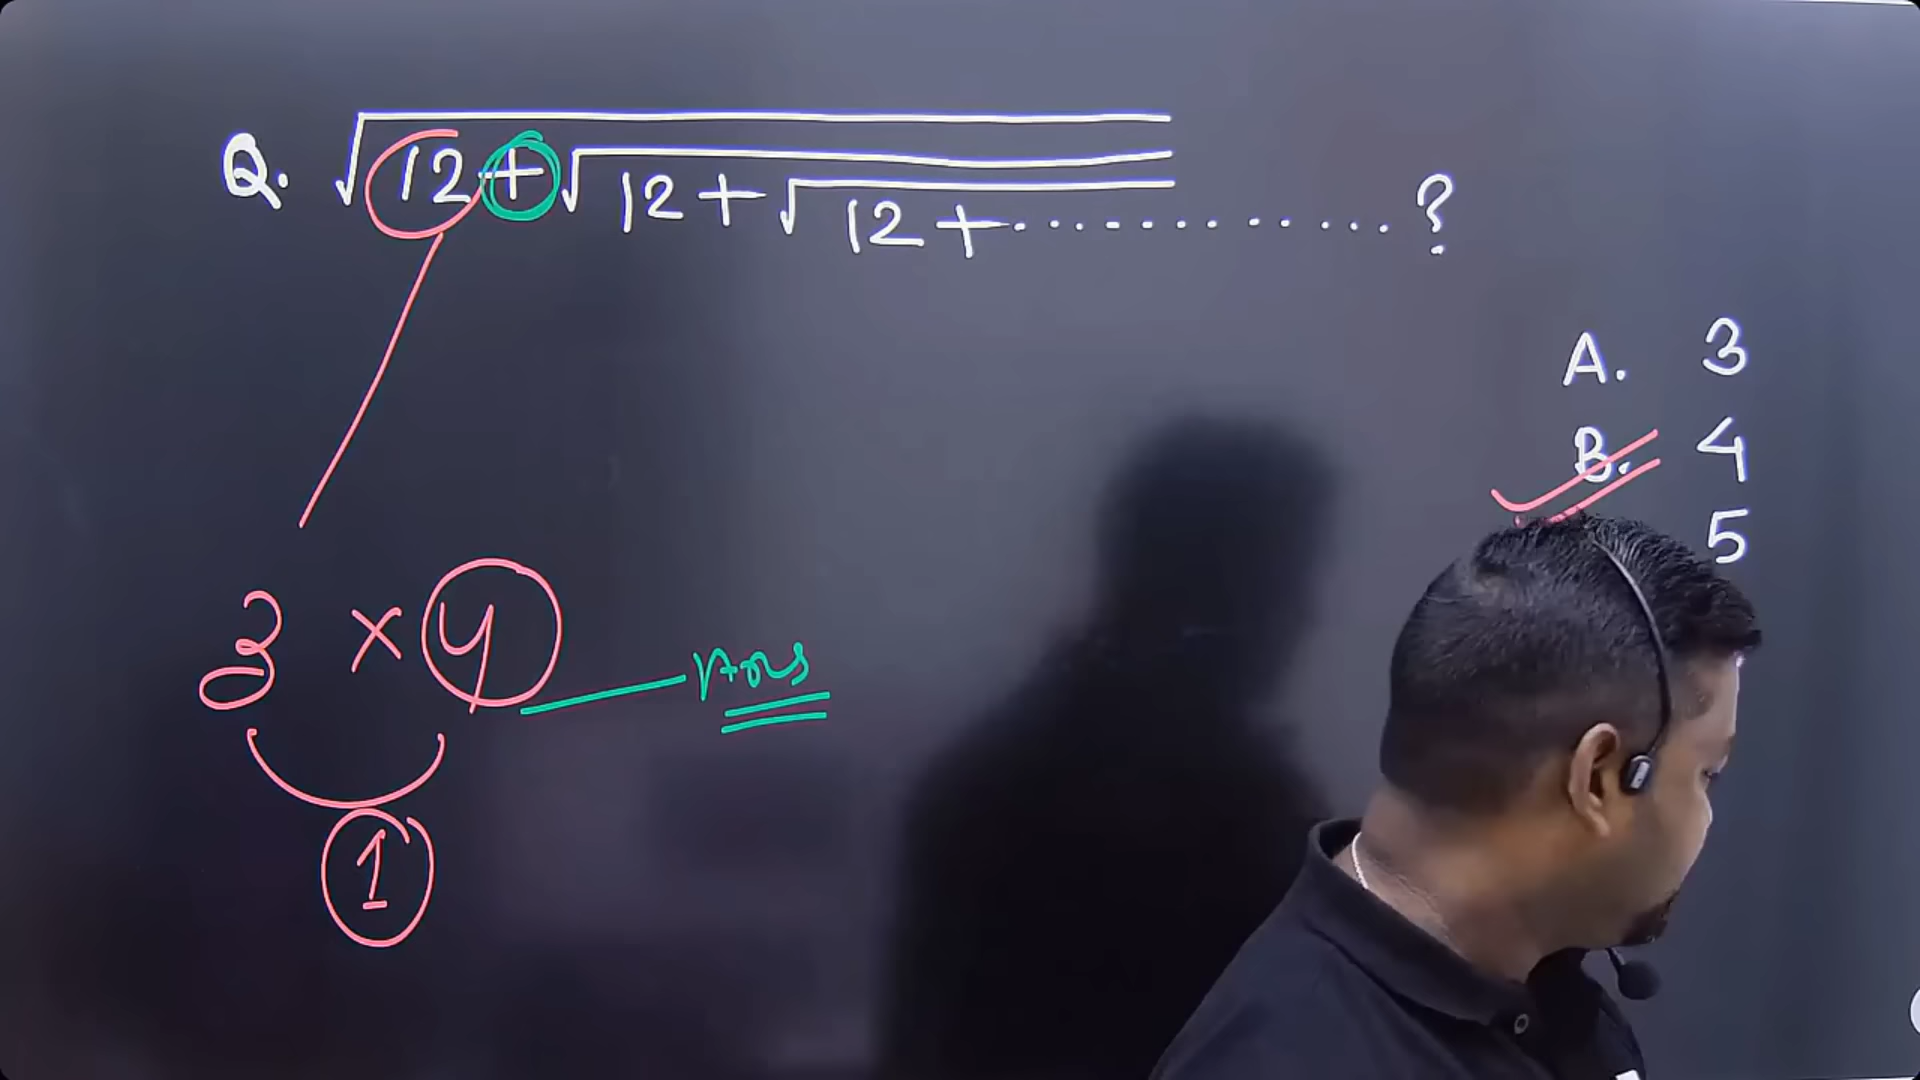 Q. √12+√12+√12+............?
A. 3
B. 4
5
3 × 4
Ans
1